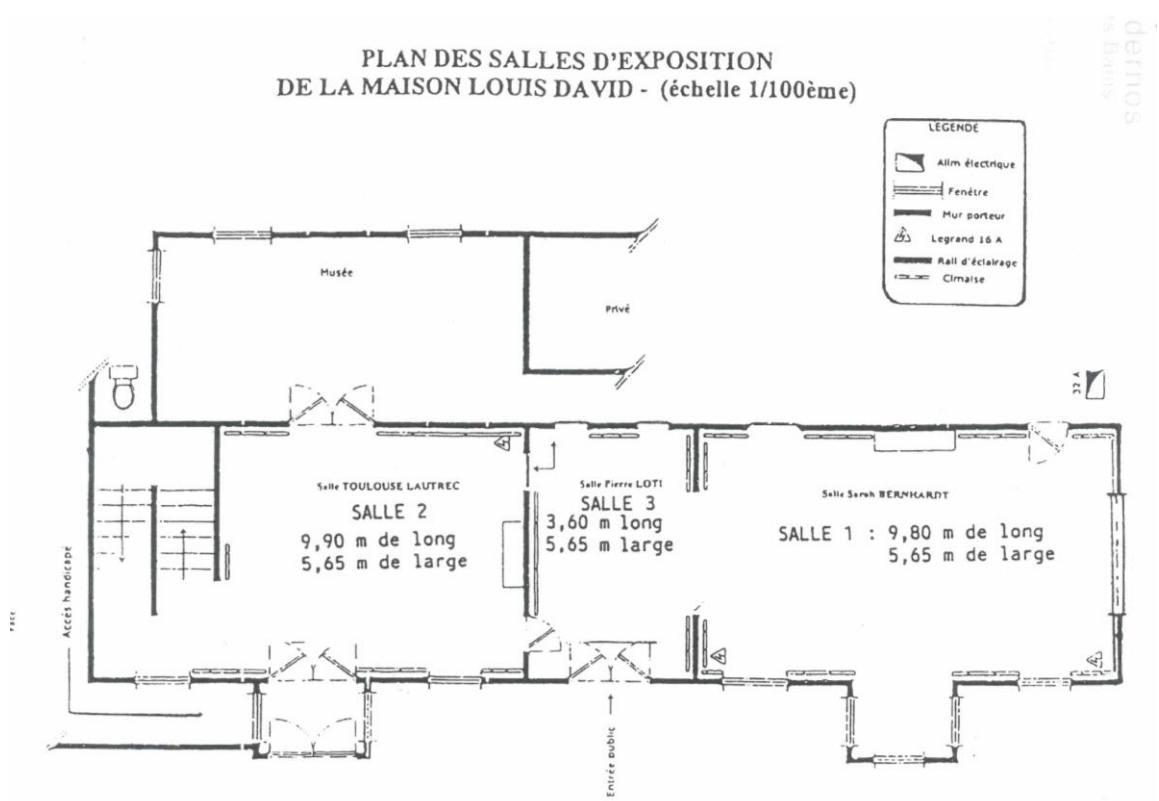 dernos
s Bains
PLAN DES SALLES D'EXPOSITION
DE LA MAISON LOUIS DAVID - (échelle 1/100ème)
LEGENDE
Alim électrique
Fenêtre
Mur porteur
Legrand 16 A
Rail d'éclairage
Cimaise
Musée
Privé
32 A
Salle TOULOUSE LAUTREC
SALLE 2
9,90 m de long
5,65 m de large
Salle Pierre LOTI
SALLE 3
3,60 m long
5,65 m large
Salle Sarah BERNHARDT
SALLE 1 : 9,80 m de long
5,65 m de large
Accès handicapé
Entrée public